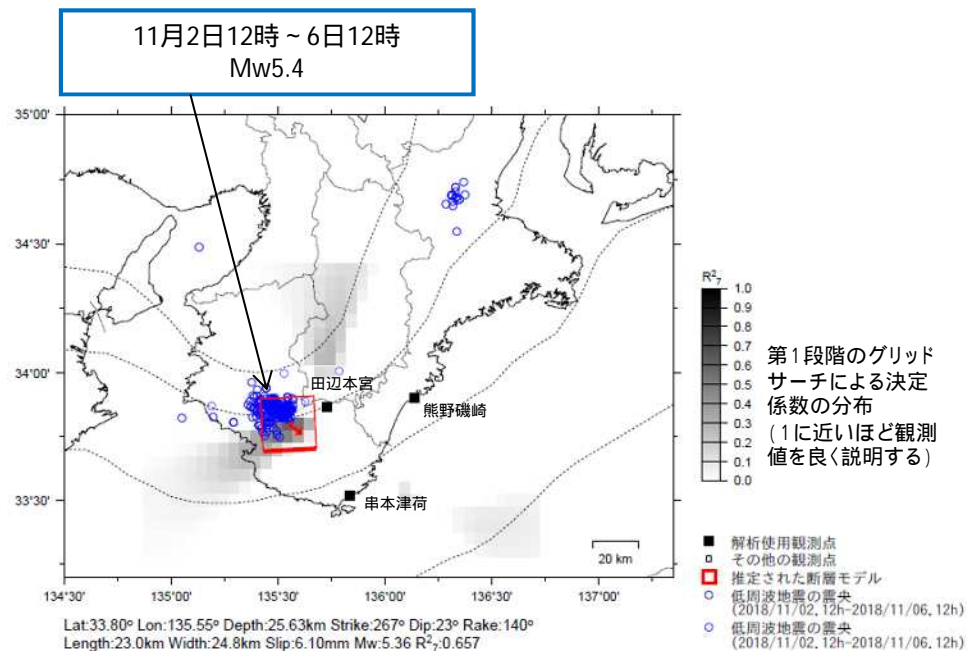 11月2日12時～6日12時
Mw5.4
35°00'
34°30'
34°00'
33°30'
134°30'
135°00'
135°30'
136°00'
136°30'
137°00'
田辺本宮
熊野磯崎
串本津荷
20 km
R²₇
1.0
0.9
0.8
0.7
0.6
0.5
0.4
0.3
0.2
0.1
0.0
第1段階のグリッド
サーチによる決定
係数の分布
(1に近いほど観測
値を良く説明する)
解析使用観測点
その他の観測点
推定された断層モデル
低周波地震の震央
(2018/11/02.12h-2018/11/06.12h)
低周波地震の震央
(2018/11/02.12h-2018/11/06.12h)
Lat:33.80° Lon:135.55° Depth:25.63km Strike:267° Dip:23° Rake:140°
Length:23.0km Width:24.8km Slip:6.10mm Mw:5.36 R²₇:0.657